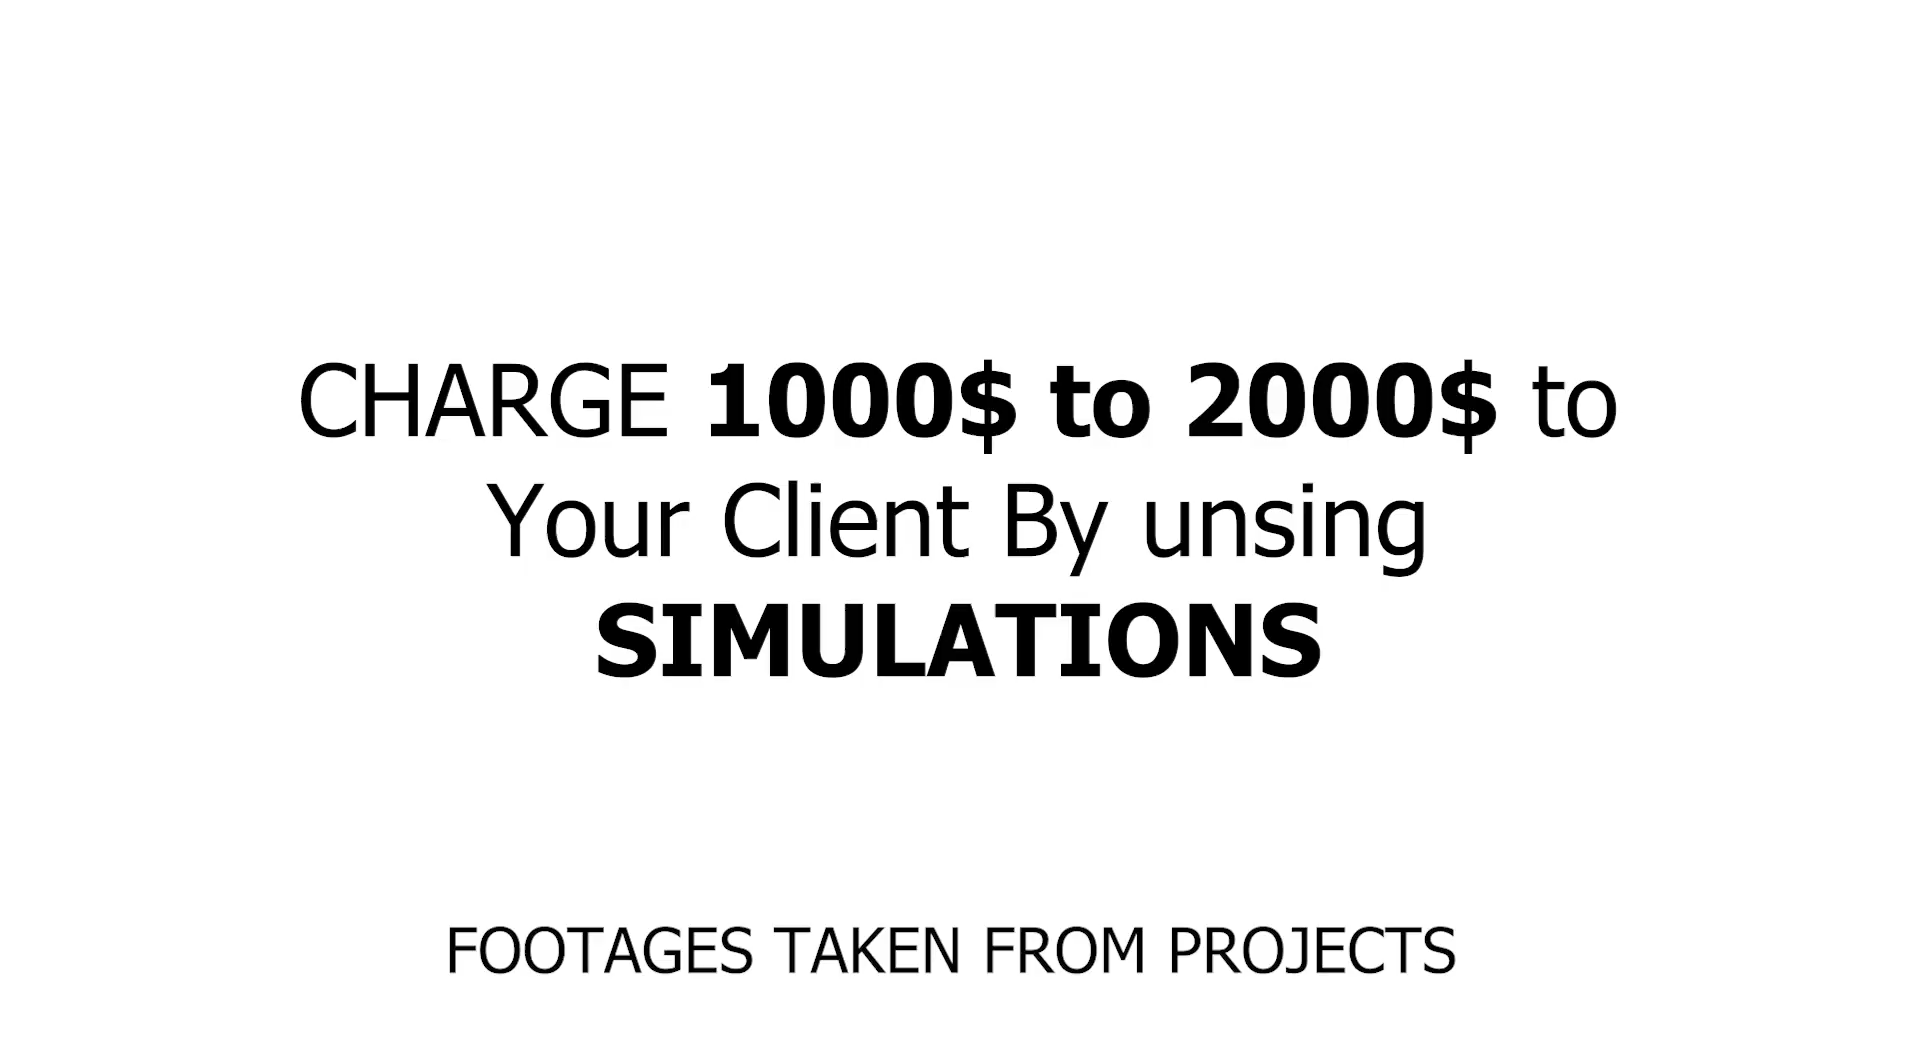 CHARGE 1000$ to 2000$ to
Your Client By unsing
SIMULATIONS
FOOTAGES TAKEN FROM PROJECTS